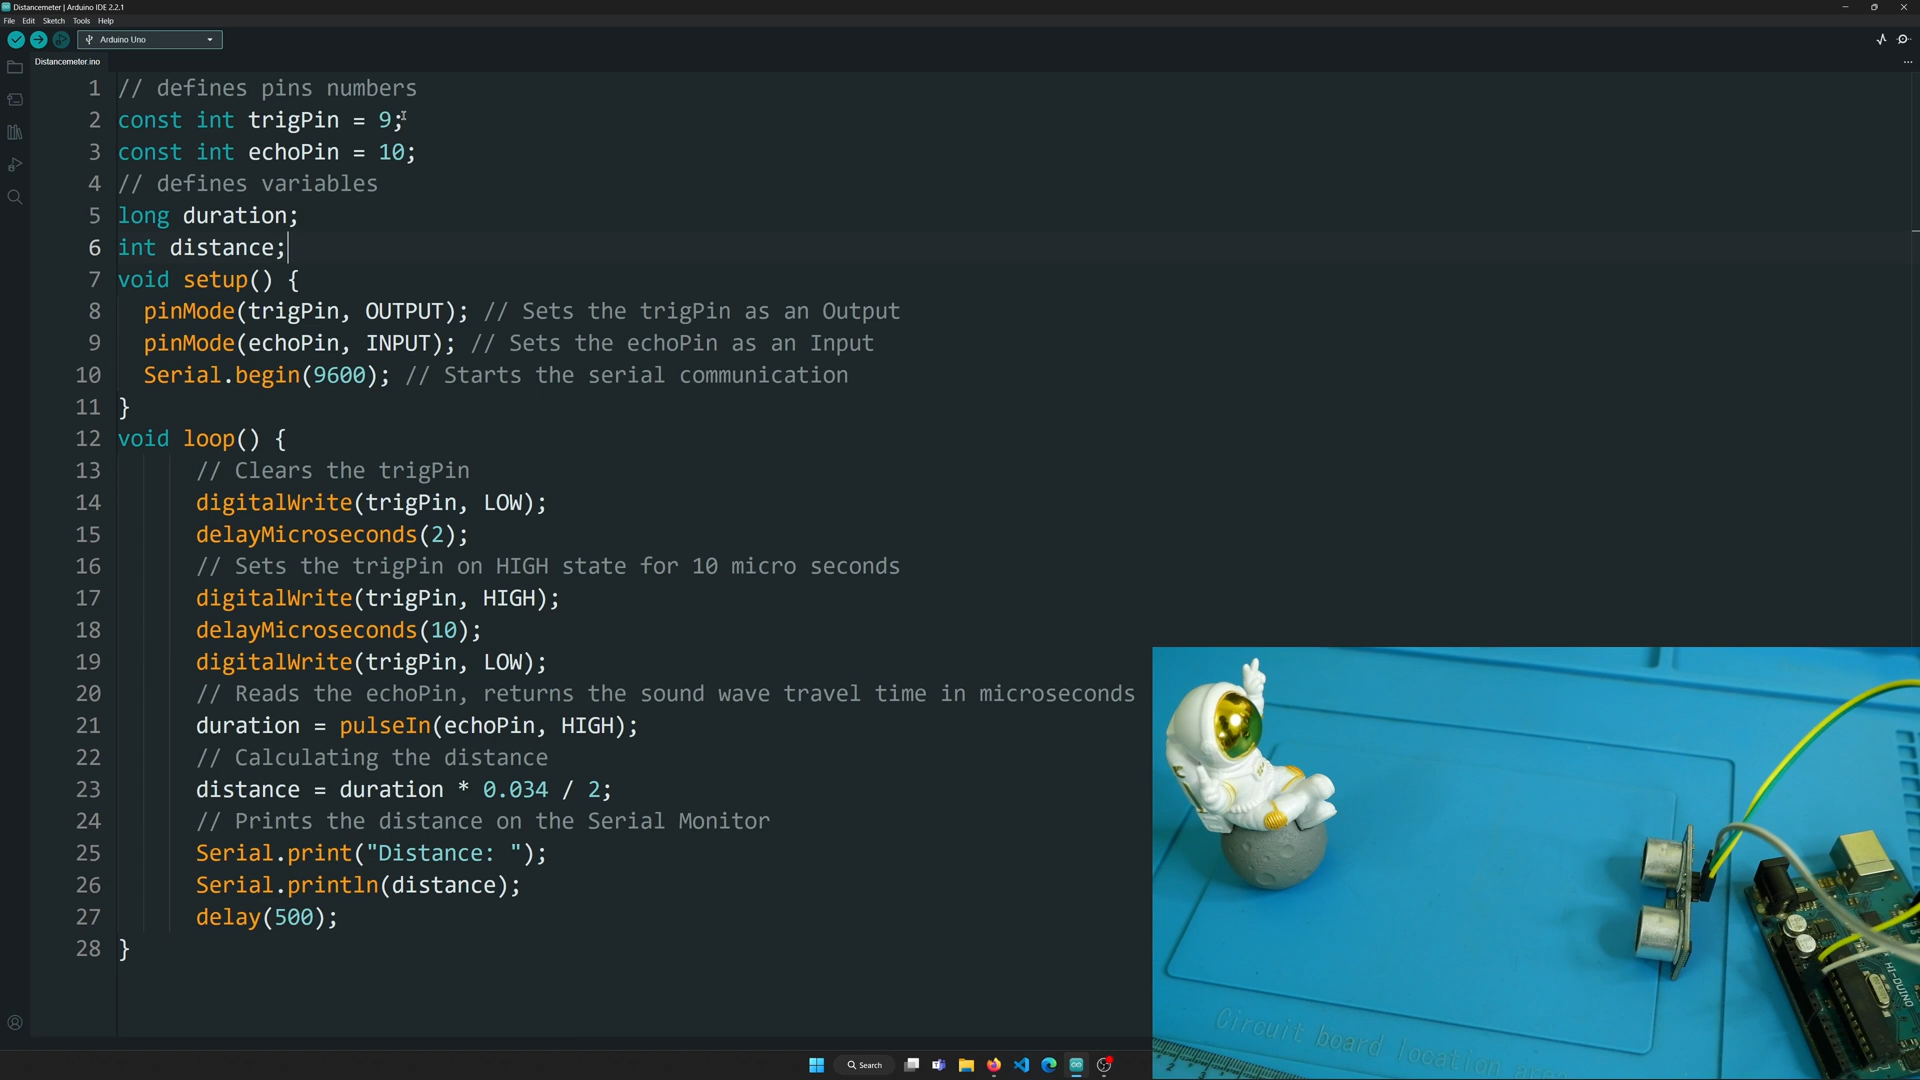 Distancemeter | Arduino IDE 2.2.1
File Edit Sketch Tools Help
Arduino Uno
Distancemeter.ino
1 // defines pins numbers
2 const int trigPin = 9;
3 const int echoPin = 10;
4 // defines variables
5 long duration;
6 int distance;
7 void setup() {
8 pinMode(trigPin, OUTPUT); // Sets the trigPin as an Output
9 pinMode(echoPin, INPUT); // Sets the echoPin as an Input
10 Serial.begin(9600); // Starts the serial communication
11 }
12 void loop() {
13 // Clears the trigPin
14 digitalWrite(trigPin, LOW);
15 delayMicroseconds(2);
16 // Sets the trigPin on HIGH state for 10 micro seconds
17 digitalWrite(trigPin, HIGH);
18 delayMicroseconds(10);
19 digitalWrite(trigPin, LOW);
20 // Reads the echoPin, returns the sound wave travel time in microseconds
21 duration = pulseIn(echoPin, HIGH);
22 // Calculating the distance
23 distance = duration * 0.034 / 2;
24 // Prints the distance on the Serial Monitor
25 Serial.print("Distance: ");
26 Serial.println(distance);
27 delay(500);
28 }
HI-DUINO
Circuit board location area
Search